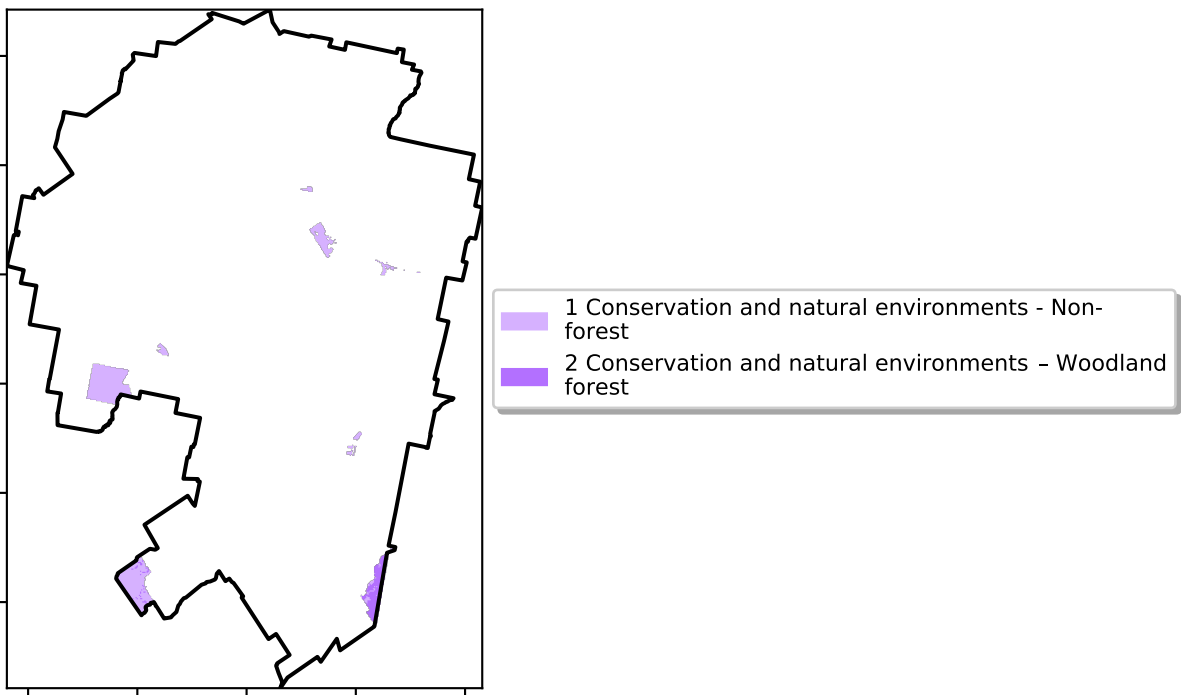 1 Conservation and natural environments - Non-
forest
2 Conservation and natural environments – Woodland
forest